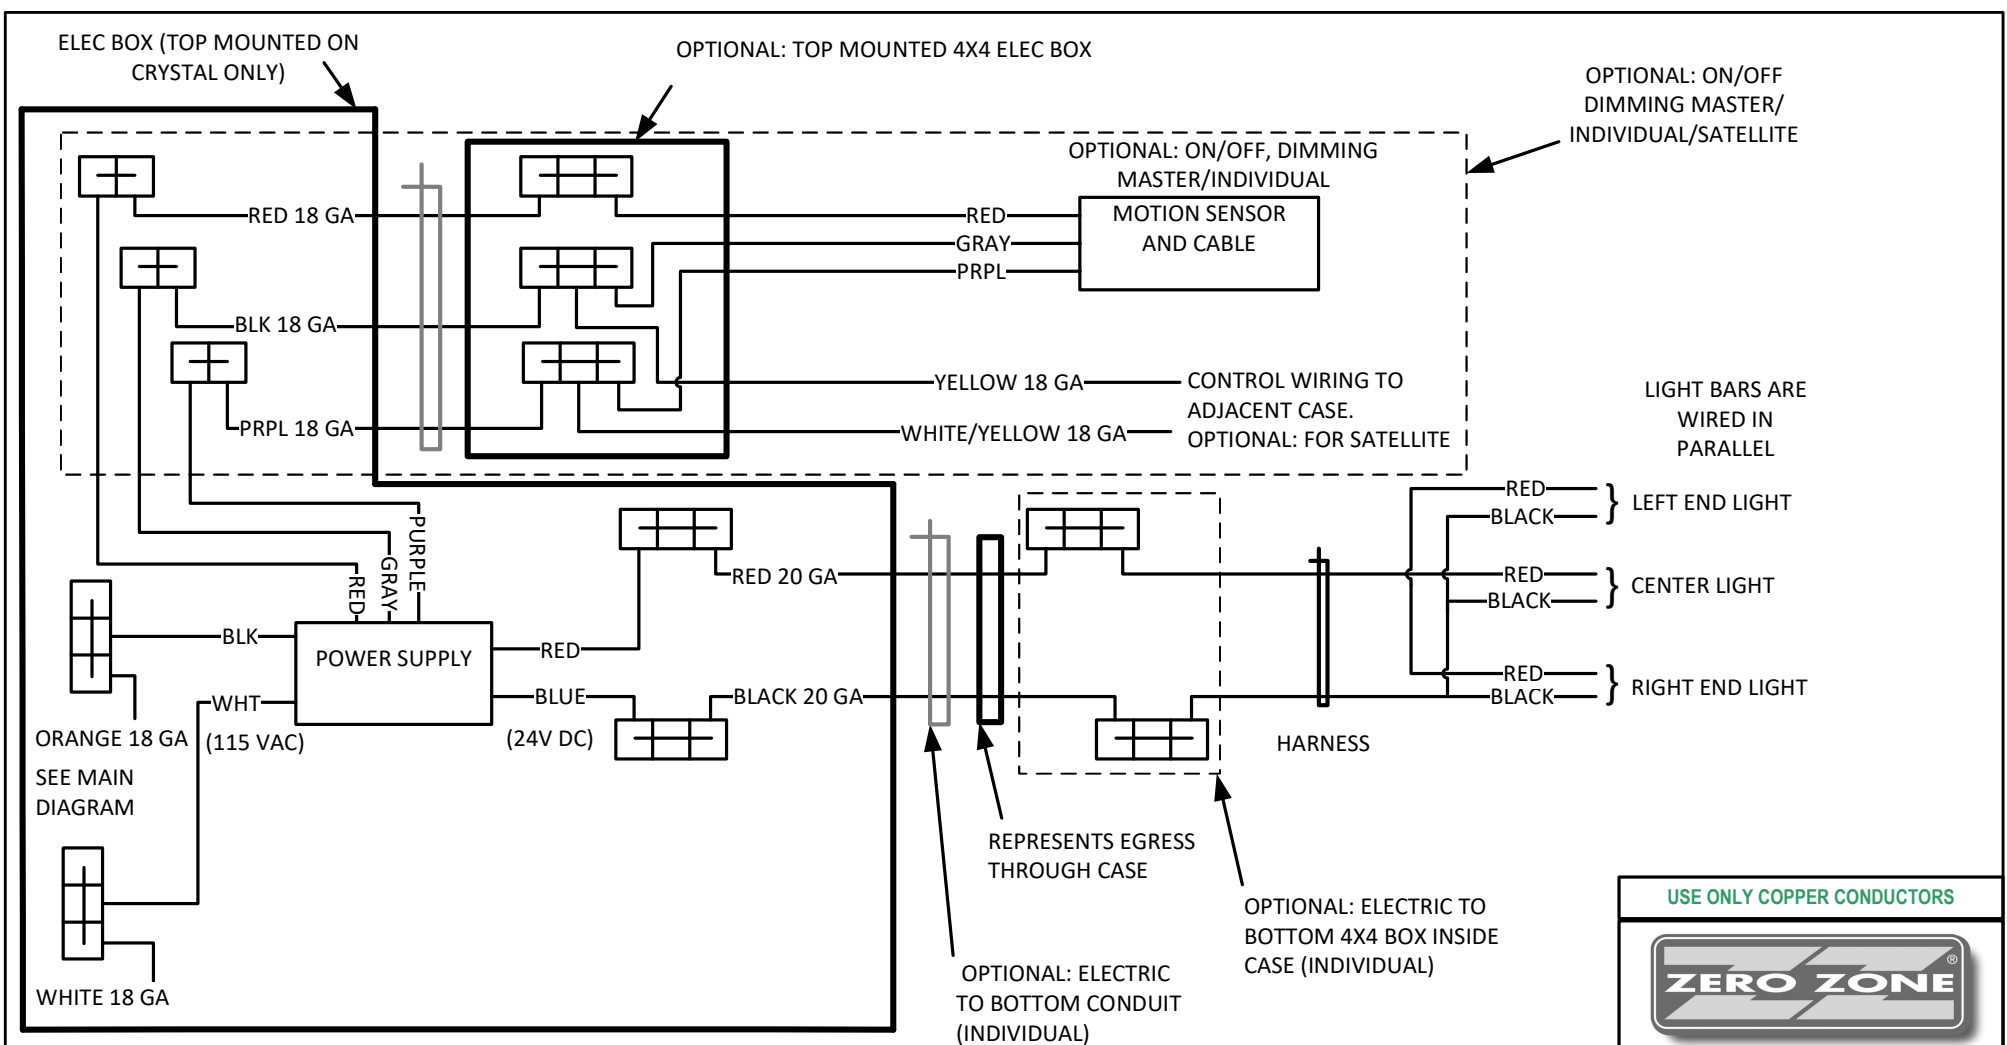 ELEC BOX (TOP MOUNTED ON
CRYSTAL ONLY)
OPTIONAL: TOP MOUNTED 4X4 ELEC BOX
OPTIONAL: ON/OFF
DIMMING MASTER/
INDIVIDUAL/SATELLITE
OPTIONAL: ON/OFF, DIMMING
MASTER/INDIVIDUAL
MOTION SENSOR
AND CABLE
RED 18 GA
RED
GRAY
PRPL
BLK 18 GA
YELLOW 18 GA
CONTROL WIRING TO
ADJACENT CASE.
OPTIONAL: FOR SATELLITE
PRPL 18 GA
WHITE/YELLOW 18 GA
LIGHT BARS ARE
WIRED IN
PARALLEL
RED
BLACK
} LEFT END LIGHT
PURPLE
GRAY
RED
RED 20 GA
RED
BLACK
} CENTER LIGHT
BLK
POWER SUPPLY
RED
WHT
BLUE
BLACK 20 GA
RED
BLACK
} RIGHT END LIGHT
ORANGE 18 GA
(115 VAC)
(24V DC)
HARNESS
SEE MAIN
DIAGRAM
REPRESENTS EGRESS
THROUGH CASE
WHITE 18 GA
OPTIONAL: ELECTRIC
TO BOTTOM CONDUIT
(INDIVIDUAL)
OPTIONAL: ELECTRIC TO
BOTTOM 4X4 BOX INSIDE
CASE (INDIVIDUAL)
USE ONLY COPPER CONDUCTORS
ZERO ZONE®